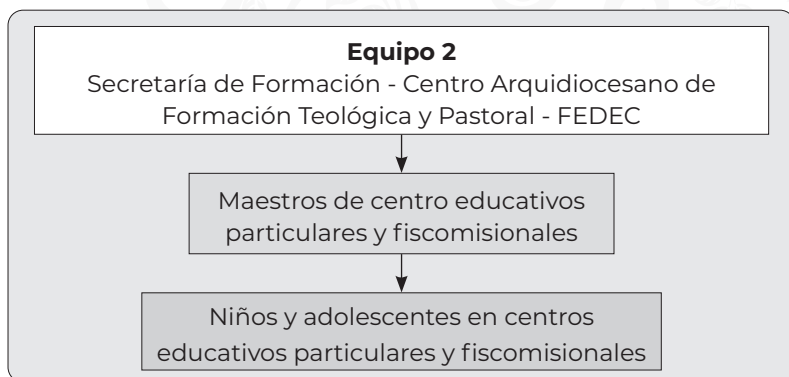 Equipo 2
Secretaría de Formación - Centro Arquidiocesano de
Formación Teológica y Pastoral - FEDEC
Maestros de centro educativos
particulares y fiscomisionales
Niños y adolescentes en centros
educativos particulares y fiscomisionales